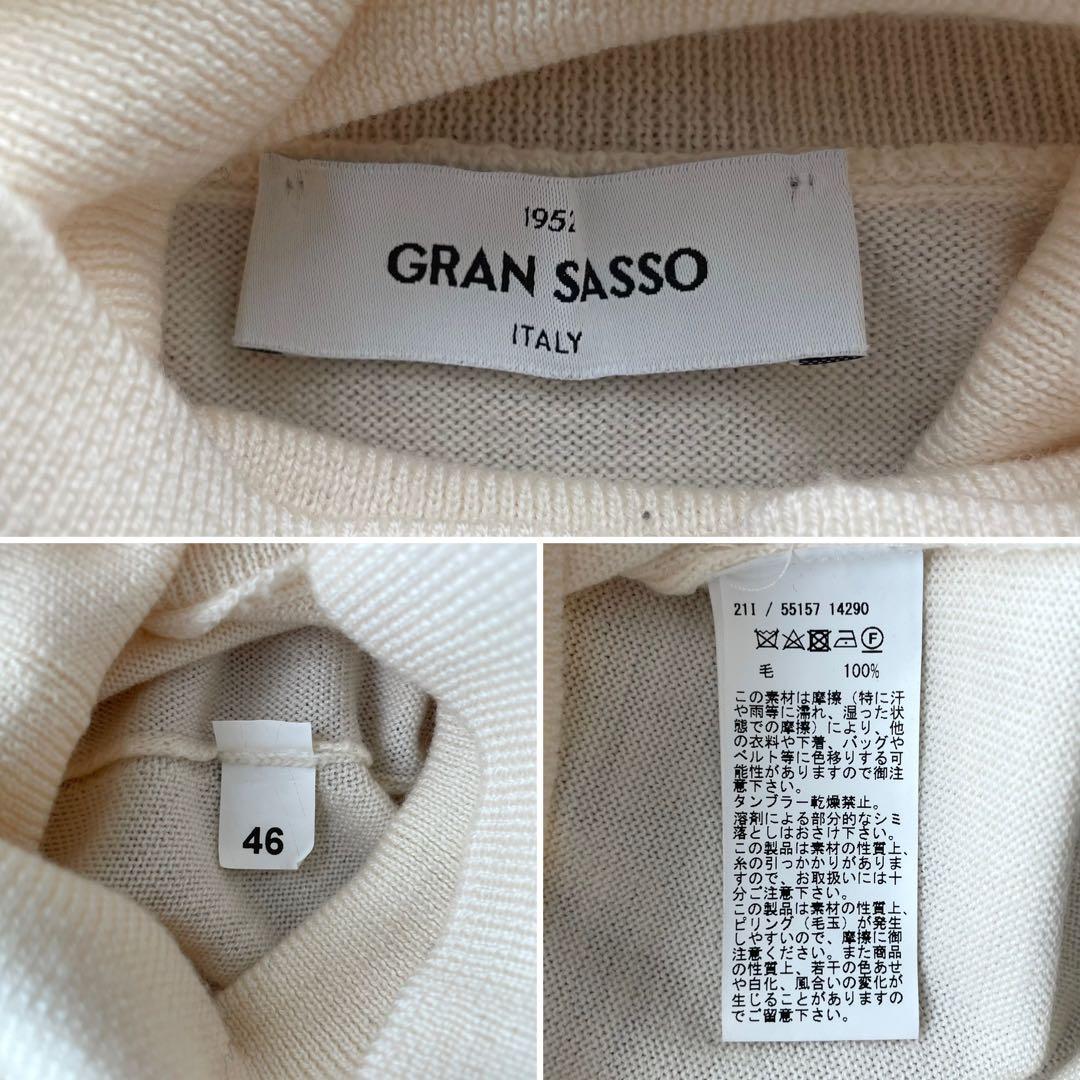 1952
GRAN SASSO
ITALY
46
21I / 55157 14290
F
毛 100%
この素材は摩擦（特に汗
や雨等に濡れ、湿った状
態での摩擦）により、他
の衣料や下着、バッグや
ベルト等に色移りする可
能性がありますので御注
意下さい。
タンブラー乾燥禁止。
溶剤による部分的なシミ
落としはおさけ下さい。
この製品は素材の性質上、
糸の引っかかりがありま
すので、お取扱いには十
分ご注意下さい。
この製品は素材の性質上、
ピリング（毛玉）が発生
しやすいので、摩擦に御
注意ください。また商品
の性質上、若干の色あせ
や白化、風合いの変化が
生じることがありますの
でご留意下さい。